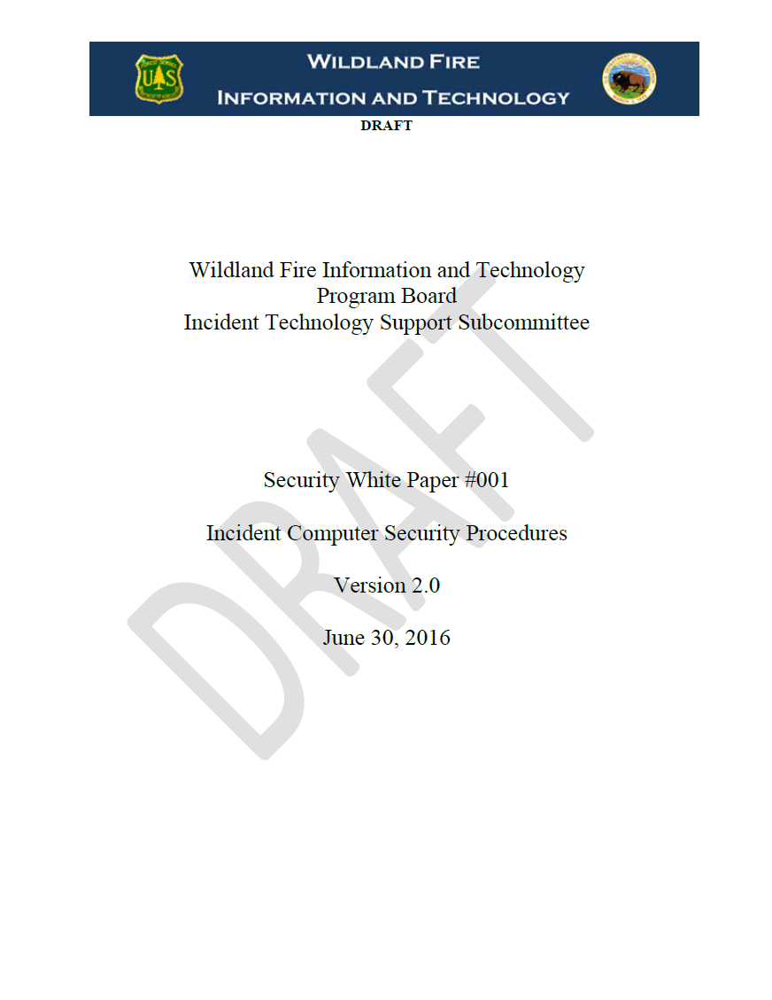 WILDLAND FIRE
INFORMATION AND TECHNOLOGY
U S
DRAFT
Wildland Fire Information and Technology
Program Board
Incident Technology Support Subcommittee
Security White Paper #001
Incident Computer Security Procedures
Version 2.0
June 30, 2016
DRAFT